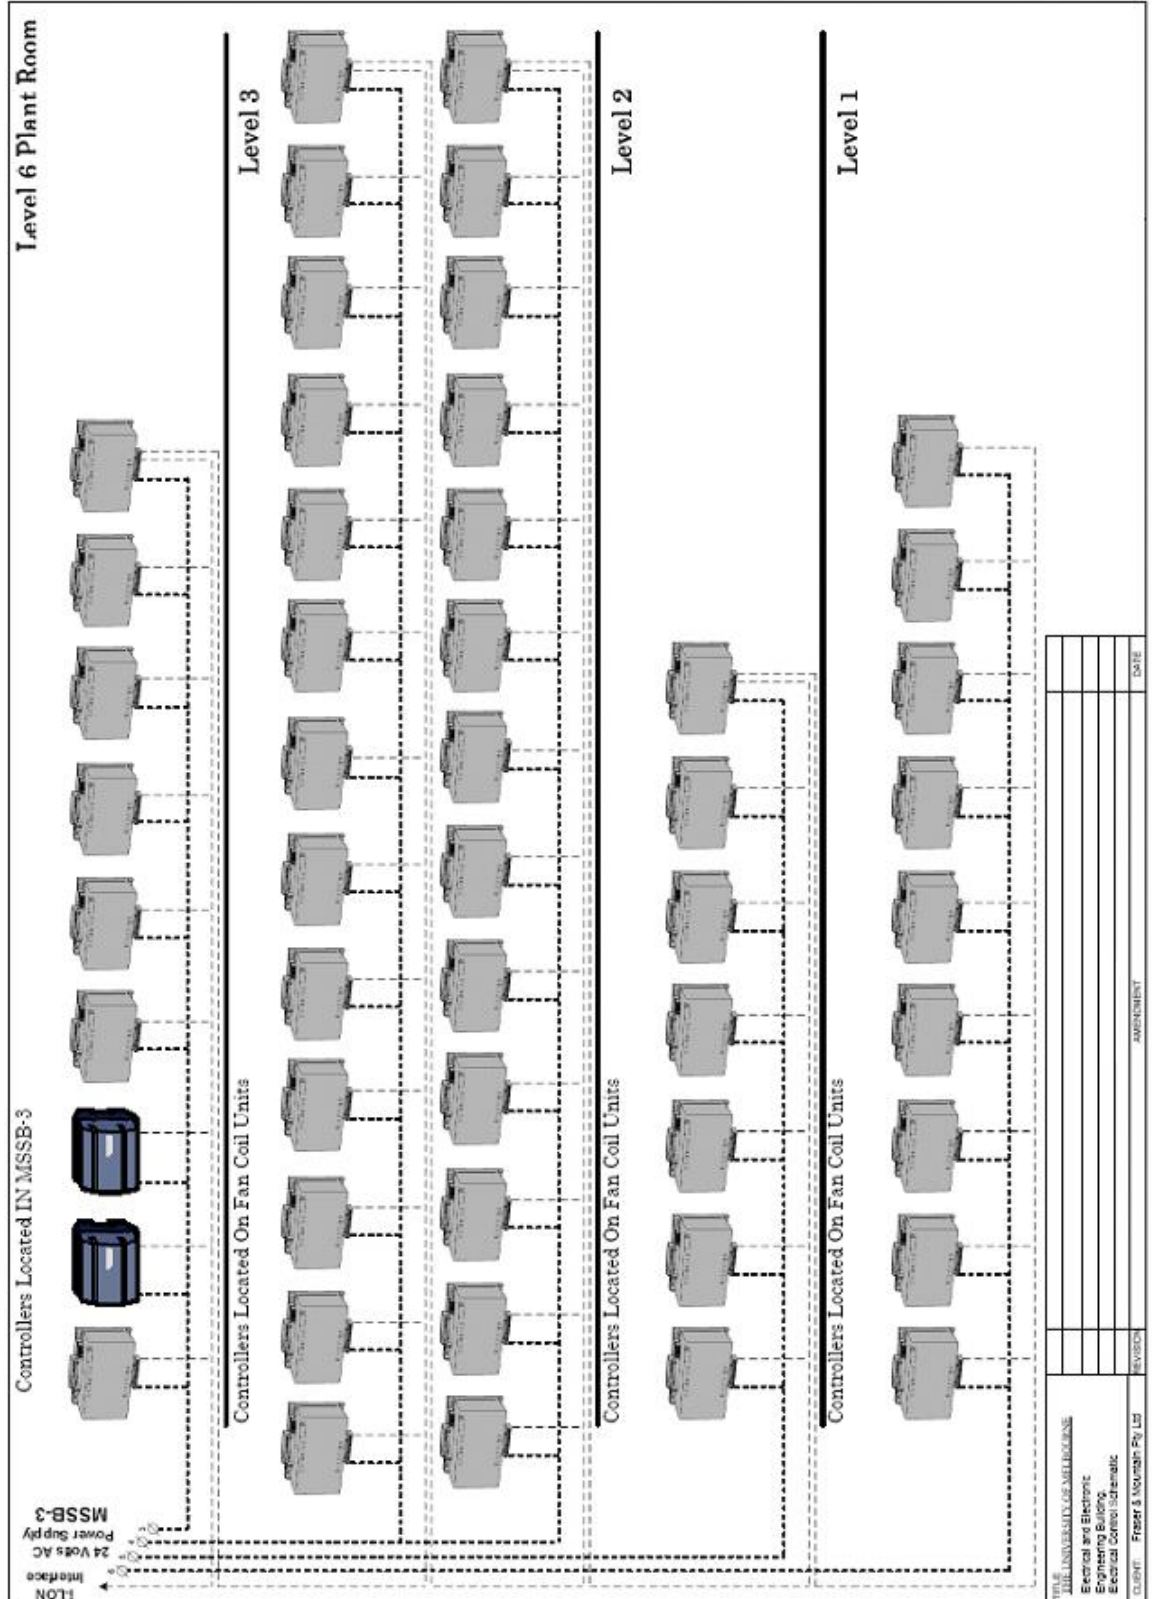 Level 6 Plant Room
Controllers Located IN MSSB-3
i-LON
Interface
24 Volts AC
Power Supply
MSSB-3
Level 3
Controllers Located On Fan Coil Units
Level 2
Controllers Located On Fan Coil Units
Level 1
Controllers Located On Fan Coil Units
TITLE
THE UNIVERSITY OF MELBOURNE
Electrical and Electronic
Engineering Building.
Electrical Control Schematic
CLIENT: Fraser & Mountain Pty Ltd
REVISION
AMENDMENT
DATE